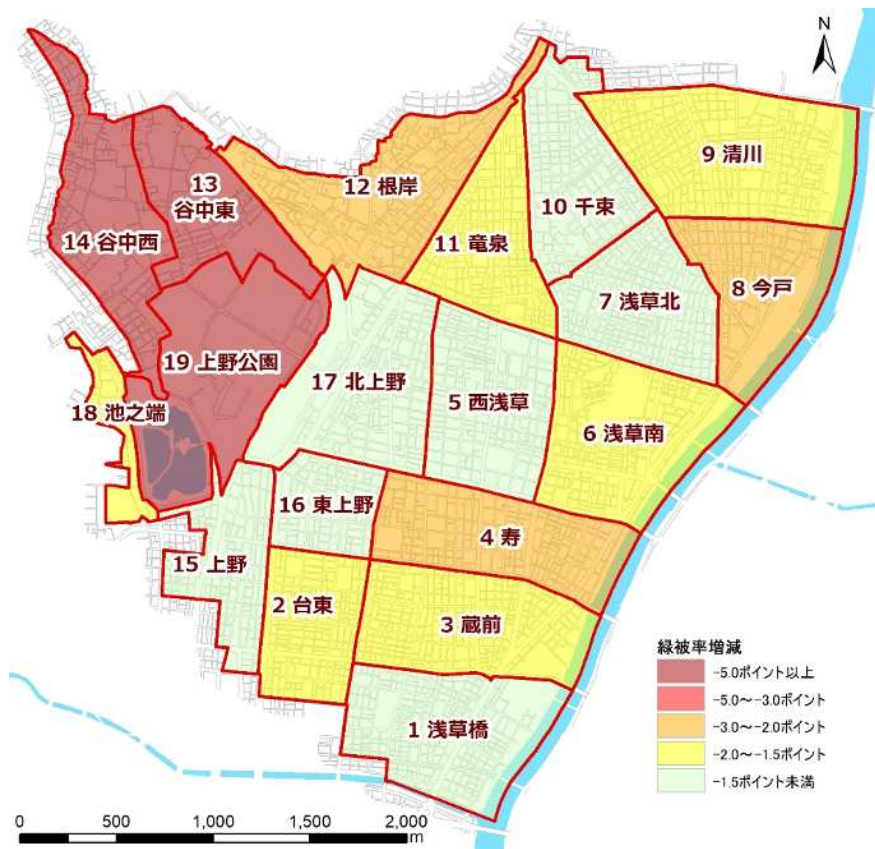 N
9 清川
13
谷中東
12 根岸
10 千束
14 谷中西
11 竜泉
7 浅草北
8 今戸
19 上野公園
17 北上野
5 西浅草
18 池之端
6 浅草南
16 東上野
4 寿
15 上野
2 台東
3 蔵前
1 浅草橋
緑被率増減
-5.0ポイント以上
-5.0～-3.0ポイント
-3.0～-2.0ポイント
-2.0～-1.5ポイント
-1.5ポイント未満
0 500 1,000 1,500 2,000
m